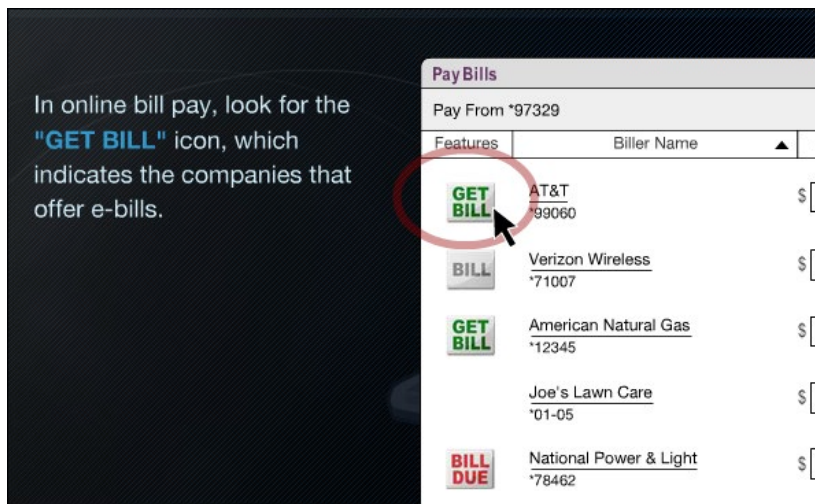 In online bill pay, look for the
"GET BILL" icon, which
indicates the companies that
offer e-bills.
Pay Bills
Pay From *97329
Features Biller Name
GET
BILL
AT&T
*99060
$
BILL
Verizon Wireless
*71007
$
GET
BILL
American Natural Gas
*12345
$
Joe's Lawn Care
*01-05
$
BILL
DUE
National Power & Light
*78462
$